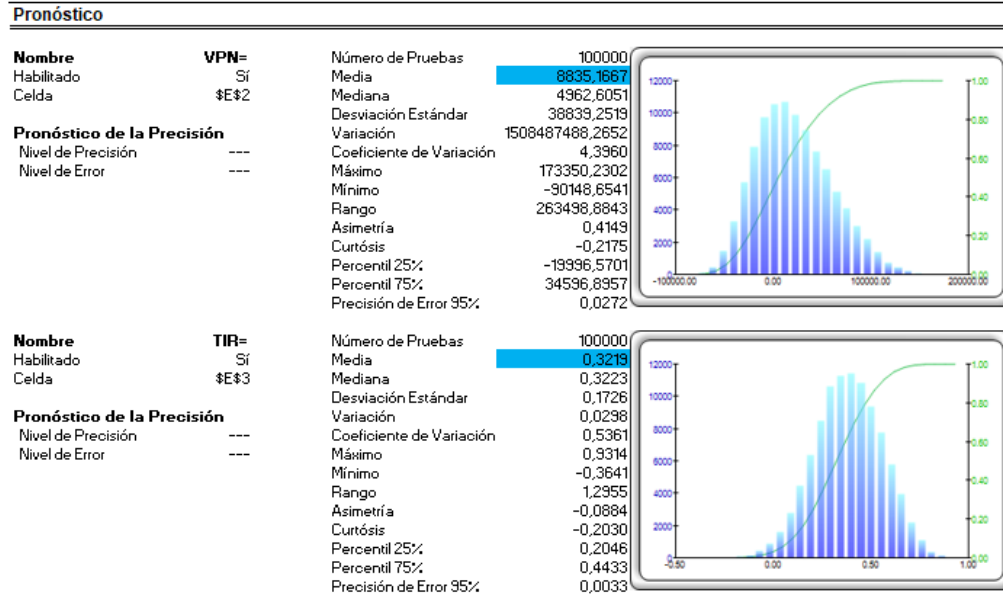 Pronóstico
Nombre VPN= Número de Pruebas 100000
Habilitado Sí Media 8835,1667
Celda $E$2 Mediana 4962,6051
Desviación Estándar 38839,2519
Pronóstico de la Precisión Variación 1508487488,2652
Nivel de Precisión --- Coeficiente de Variación 4,3960
Nivel de Error --- Máximo 173350,2302
Mínimo -90148,6541
Rango 263498,8843
Asimetría 0,4149
Curtósis -0,2175
Percentil 25% -19996,5701
Percentil 75% 34596,8957
Precisión de Error 95% 0,0272
12000 1.00
10000 0.80
8000
6000 0.60
4000 0.40
2000 0.20
0 0.00
-100000.00 0.00 100000.00 200000.00
Nombre TIR= Número de Pruebas 100000
Habilitado Sí Media 0,3219
Celda $E$3 Mediana 0,3223
Desviación Estándar 0,1726
Pronóstico de la Precisión Variación 0,0298
Nivel de Precisión --- Coeficiente de Variación 0,5361
Nivel de Error --- Máximo 0,9314
Mínimo -0,3641
Rango 1,2955
Asimetría -0,0884
Curtósis -0,2030
Percentil 25% 0,2046
Percentil 75% 0,4433
Precisión de Error 95% 0,0033
12000 1.00
10000 0.80
8000
6000 0.60
4000 0.40
2000 0.20
0 0.00
-0.50 0.00 0.50 1.00